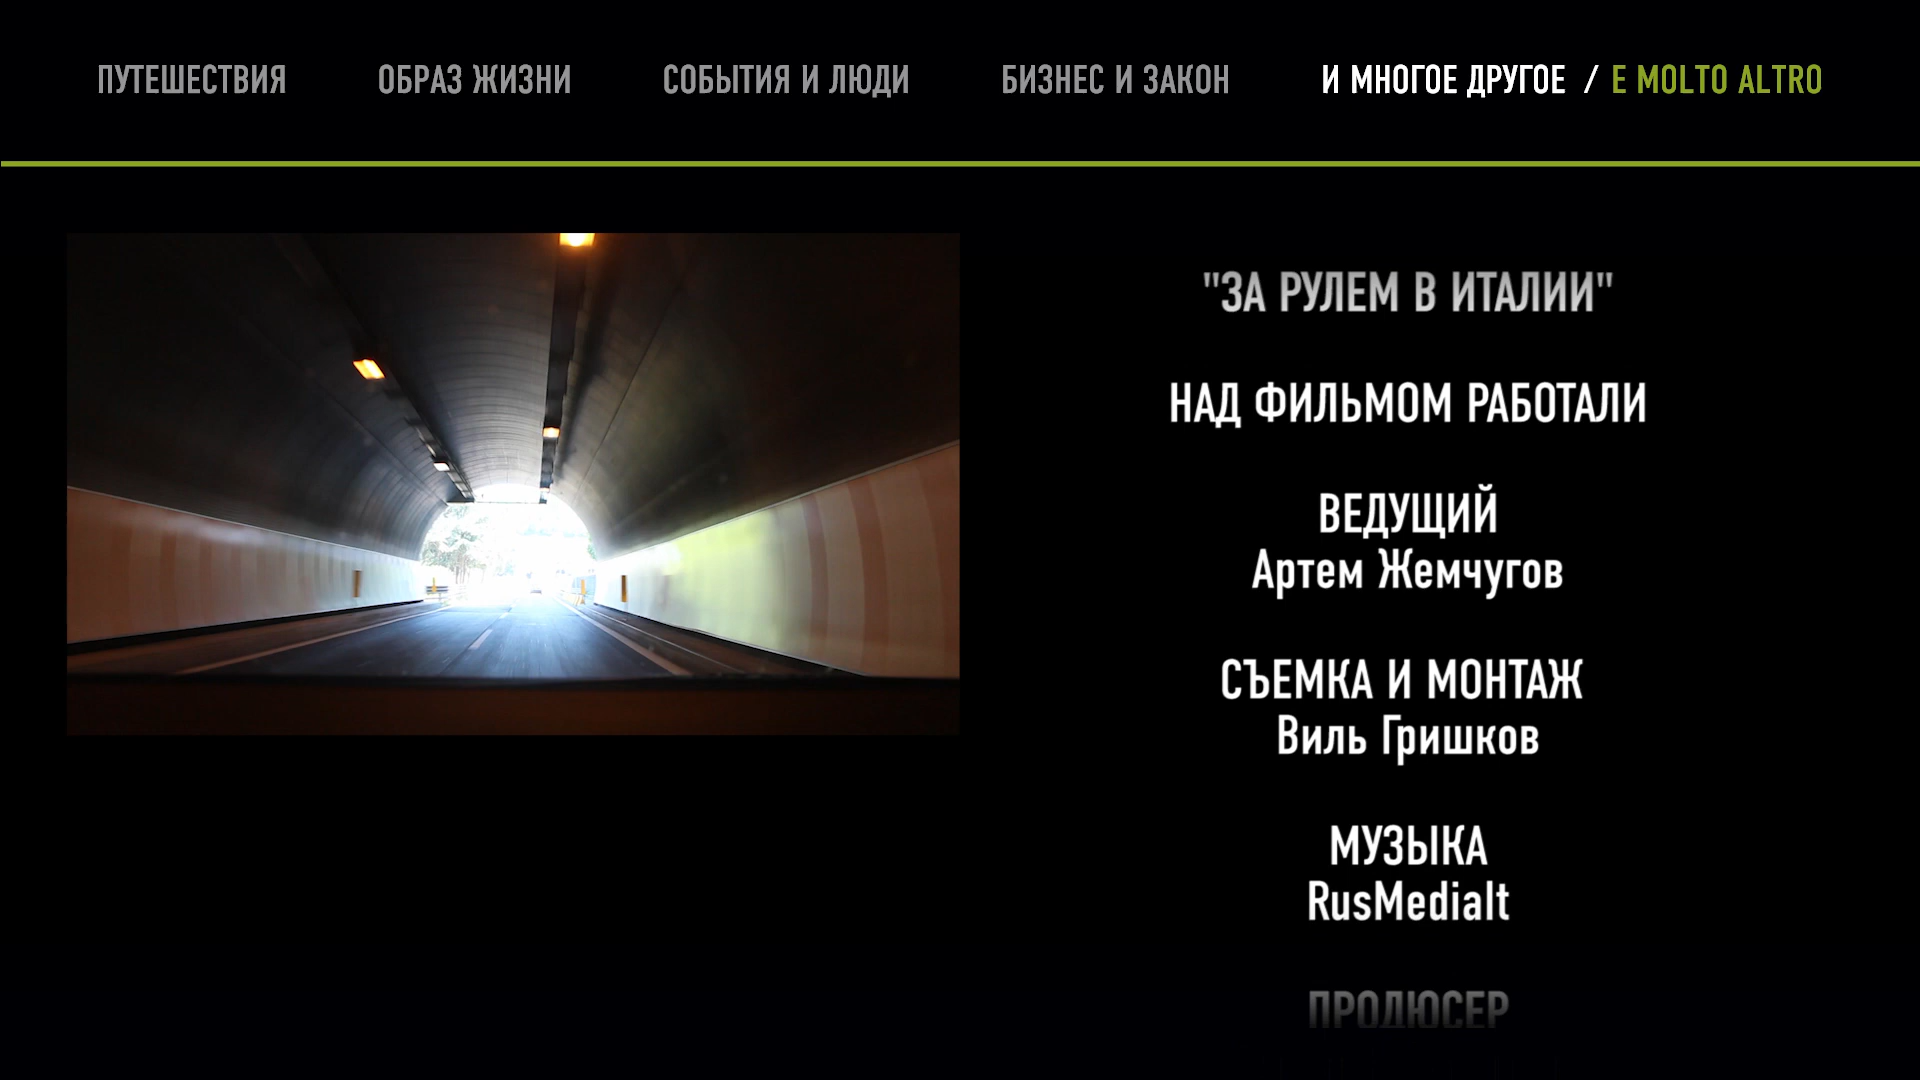 ПУТЕШЕСТВИЯ ОБРАЗ ЖИЗНИ СОБЫТИЯ И ЛЮДИ БИЗНЕС И ЗАКОН И МНОГОЕ ДРУГОЕ / E MOLTO ALTRO
"ЗА РУЛЕМ В ИТАЛИИ"
НАД ФИЛЬМОМ РАБОТАЛИ
ВЕДУЩИЙ
Артем Жемчугов
СЪЕМКА И МОНТАЖ
Виль Гришков
МУЗЫКА
RusMediaIt
ПРОДЮСЕР